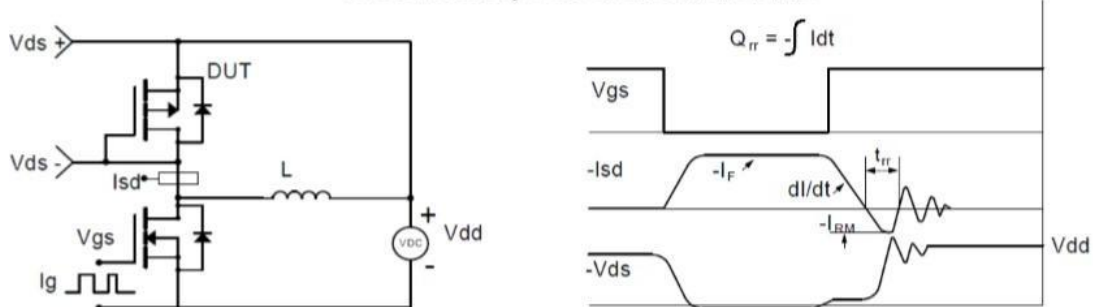 Vds +
DUT
Vds -
Isd
L
+
VDC
Vdd
-
Vgs
Ig
Qrr = -∫ Idt
Vgs
-Isd
-IF
dI/dt
trr
-IRM
Vdd
-Vds